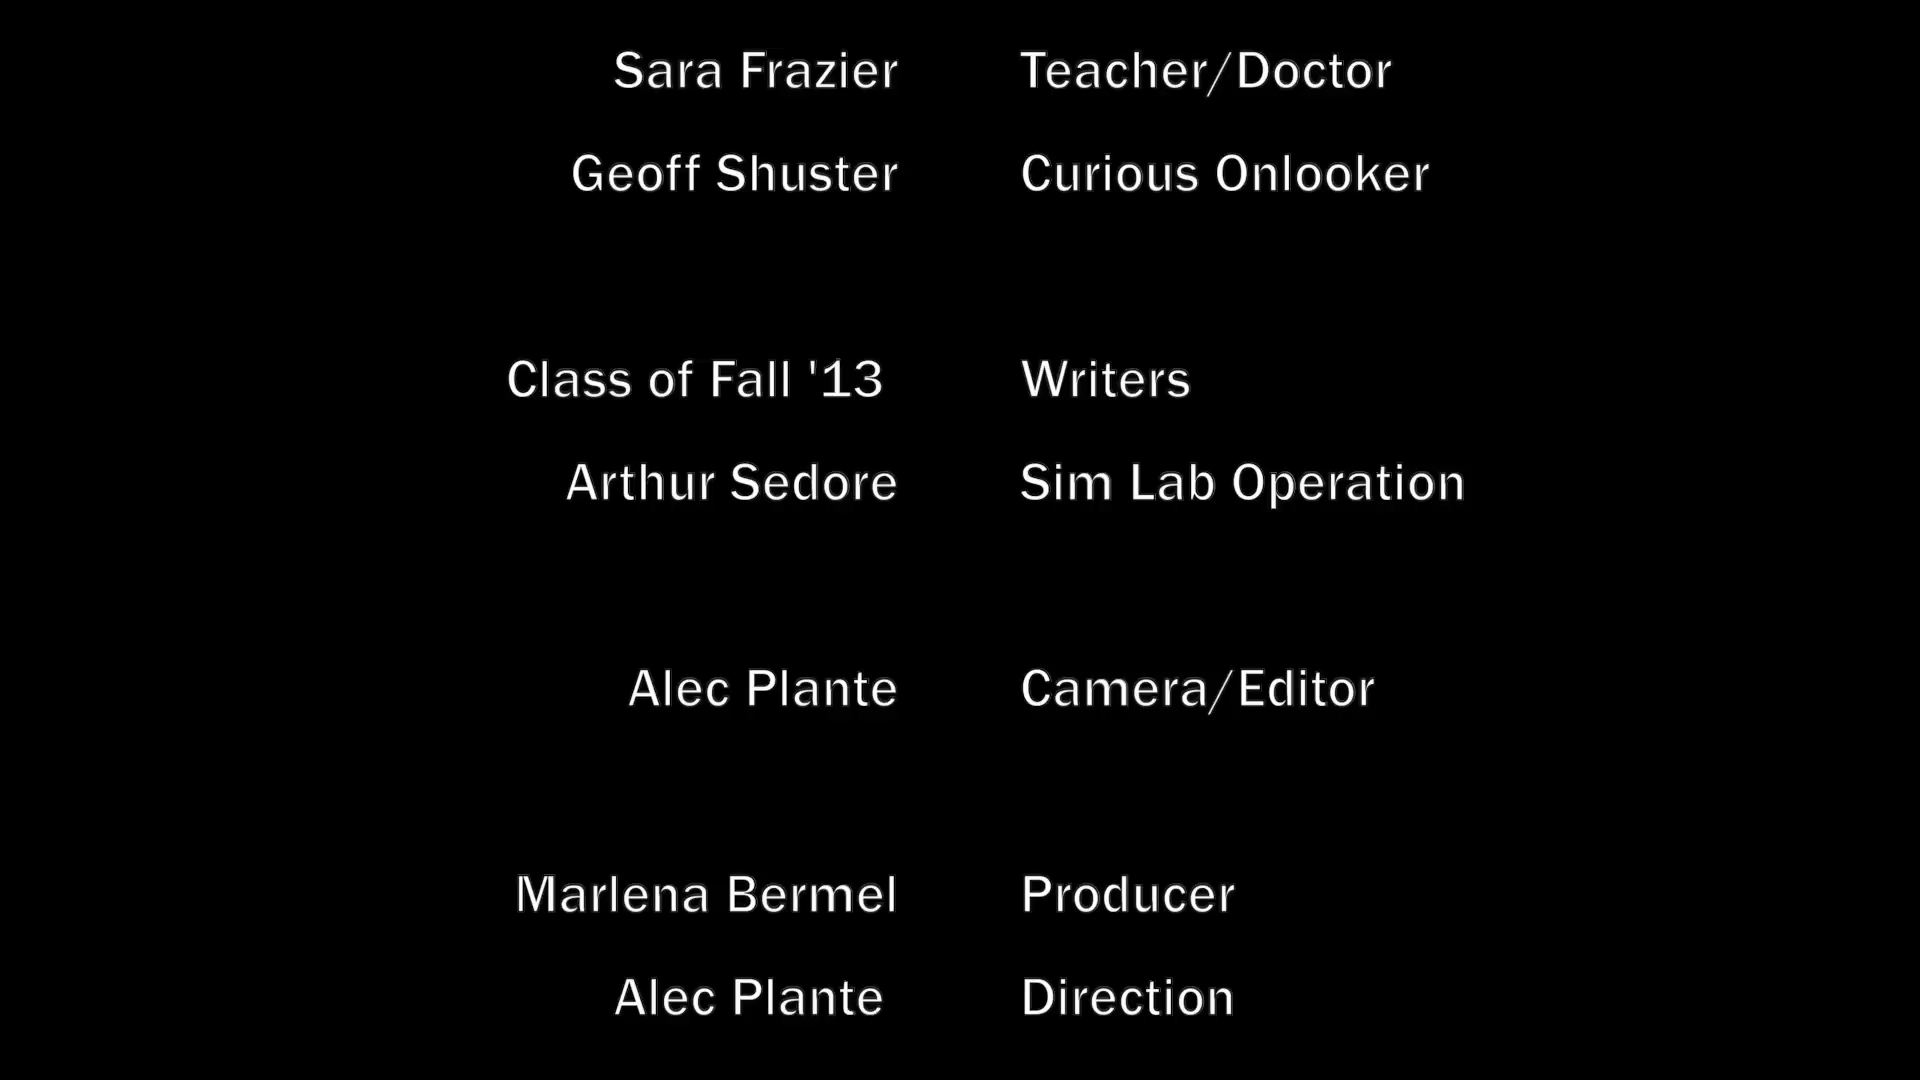 Sara Frazier Teacher/Doctor
Geoff Shuster Curious Onlooker
Class of Fall '13 Writers
Arthur Sedore Sim Lab Operation
Alec Plante Camera/Editor
Marlena Bermel Producer
Alec Plante Direction